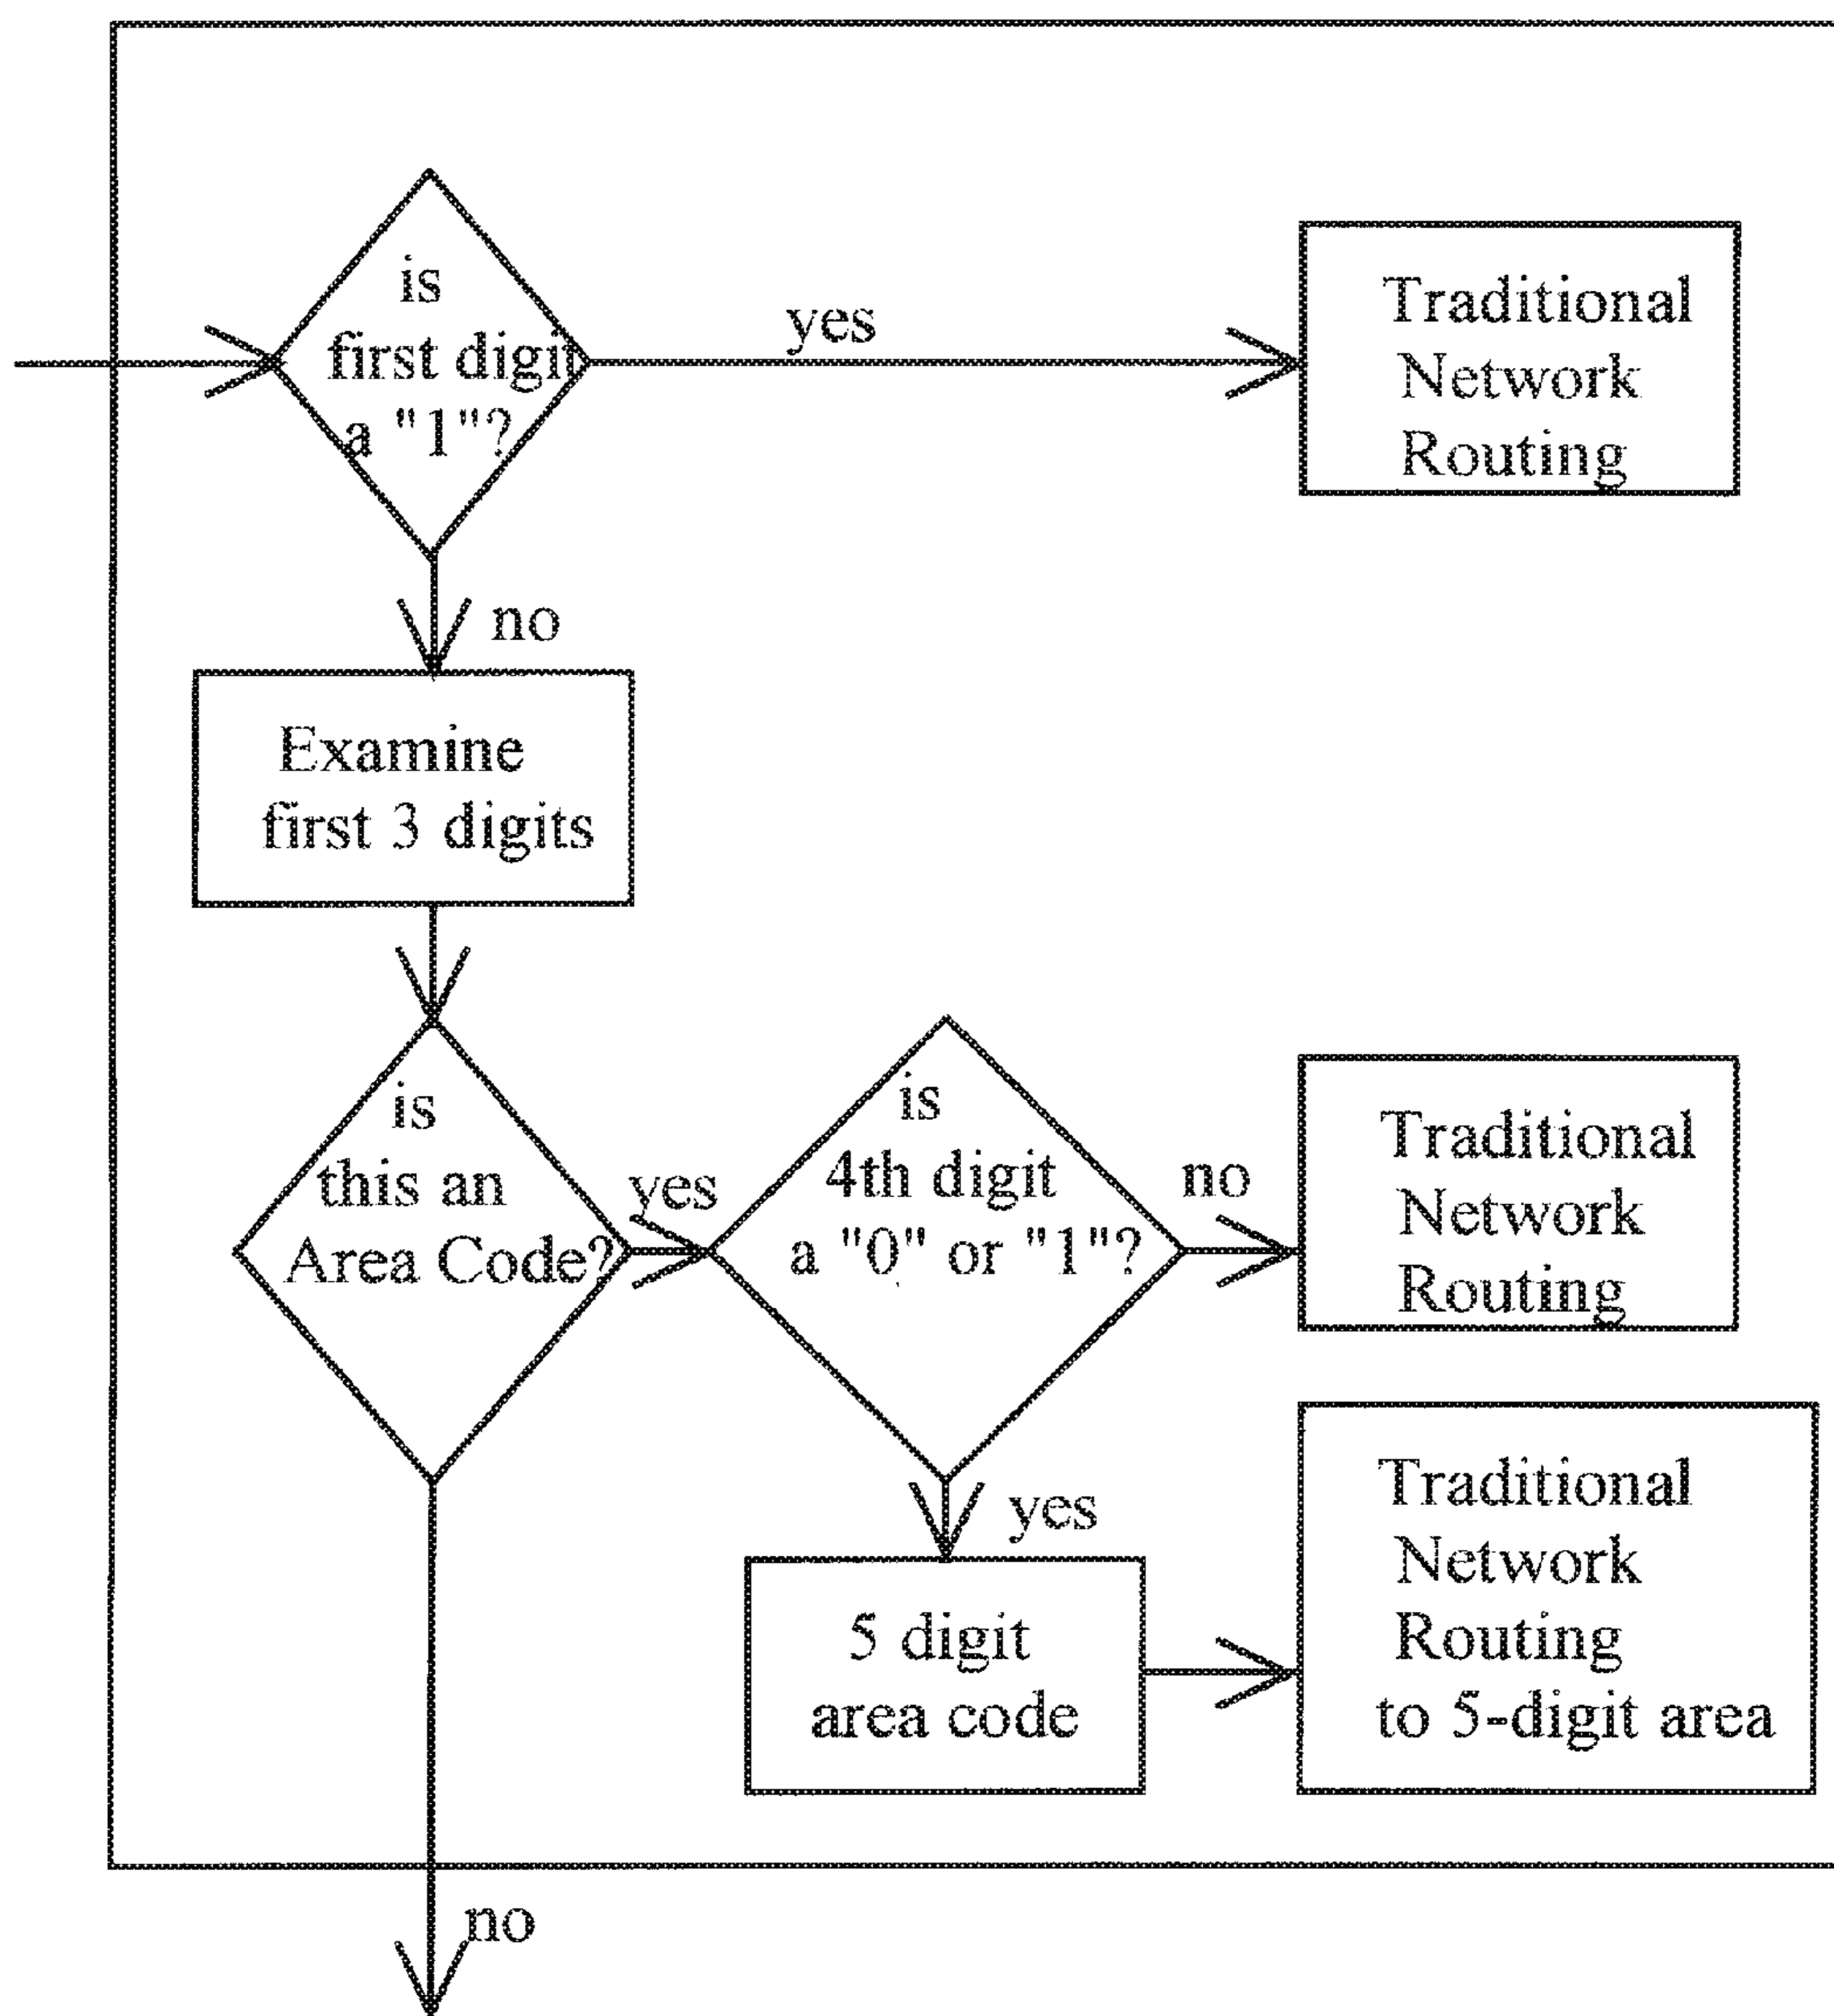 is
first digit
a "1"?
yes
Traditional
Network
Routing
no
Examine
first 3 digits
is
this an
Area Code?
yes
is
4th digit
a "0" or "1"?
no
Traditional
Network
Routing
yes
5 digit
area code
Traditional
Network
Routing
to 5-digit area
no